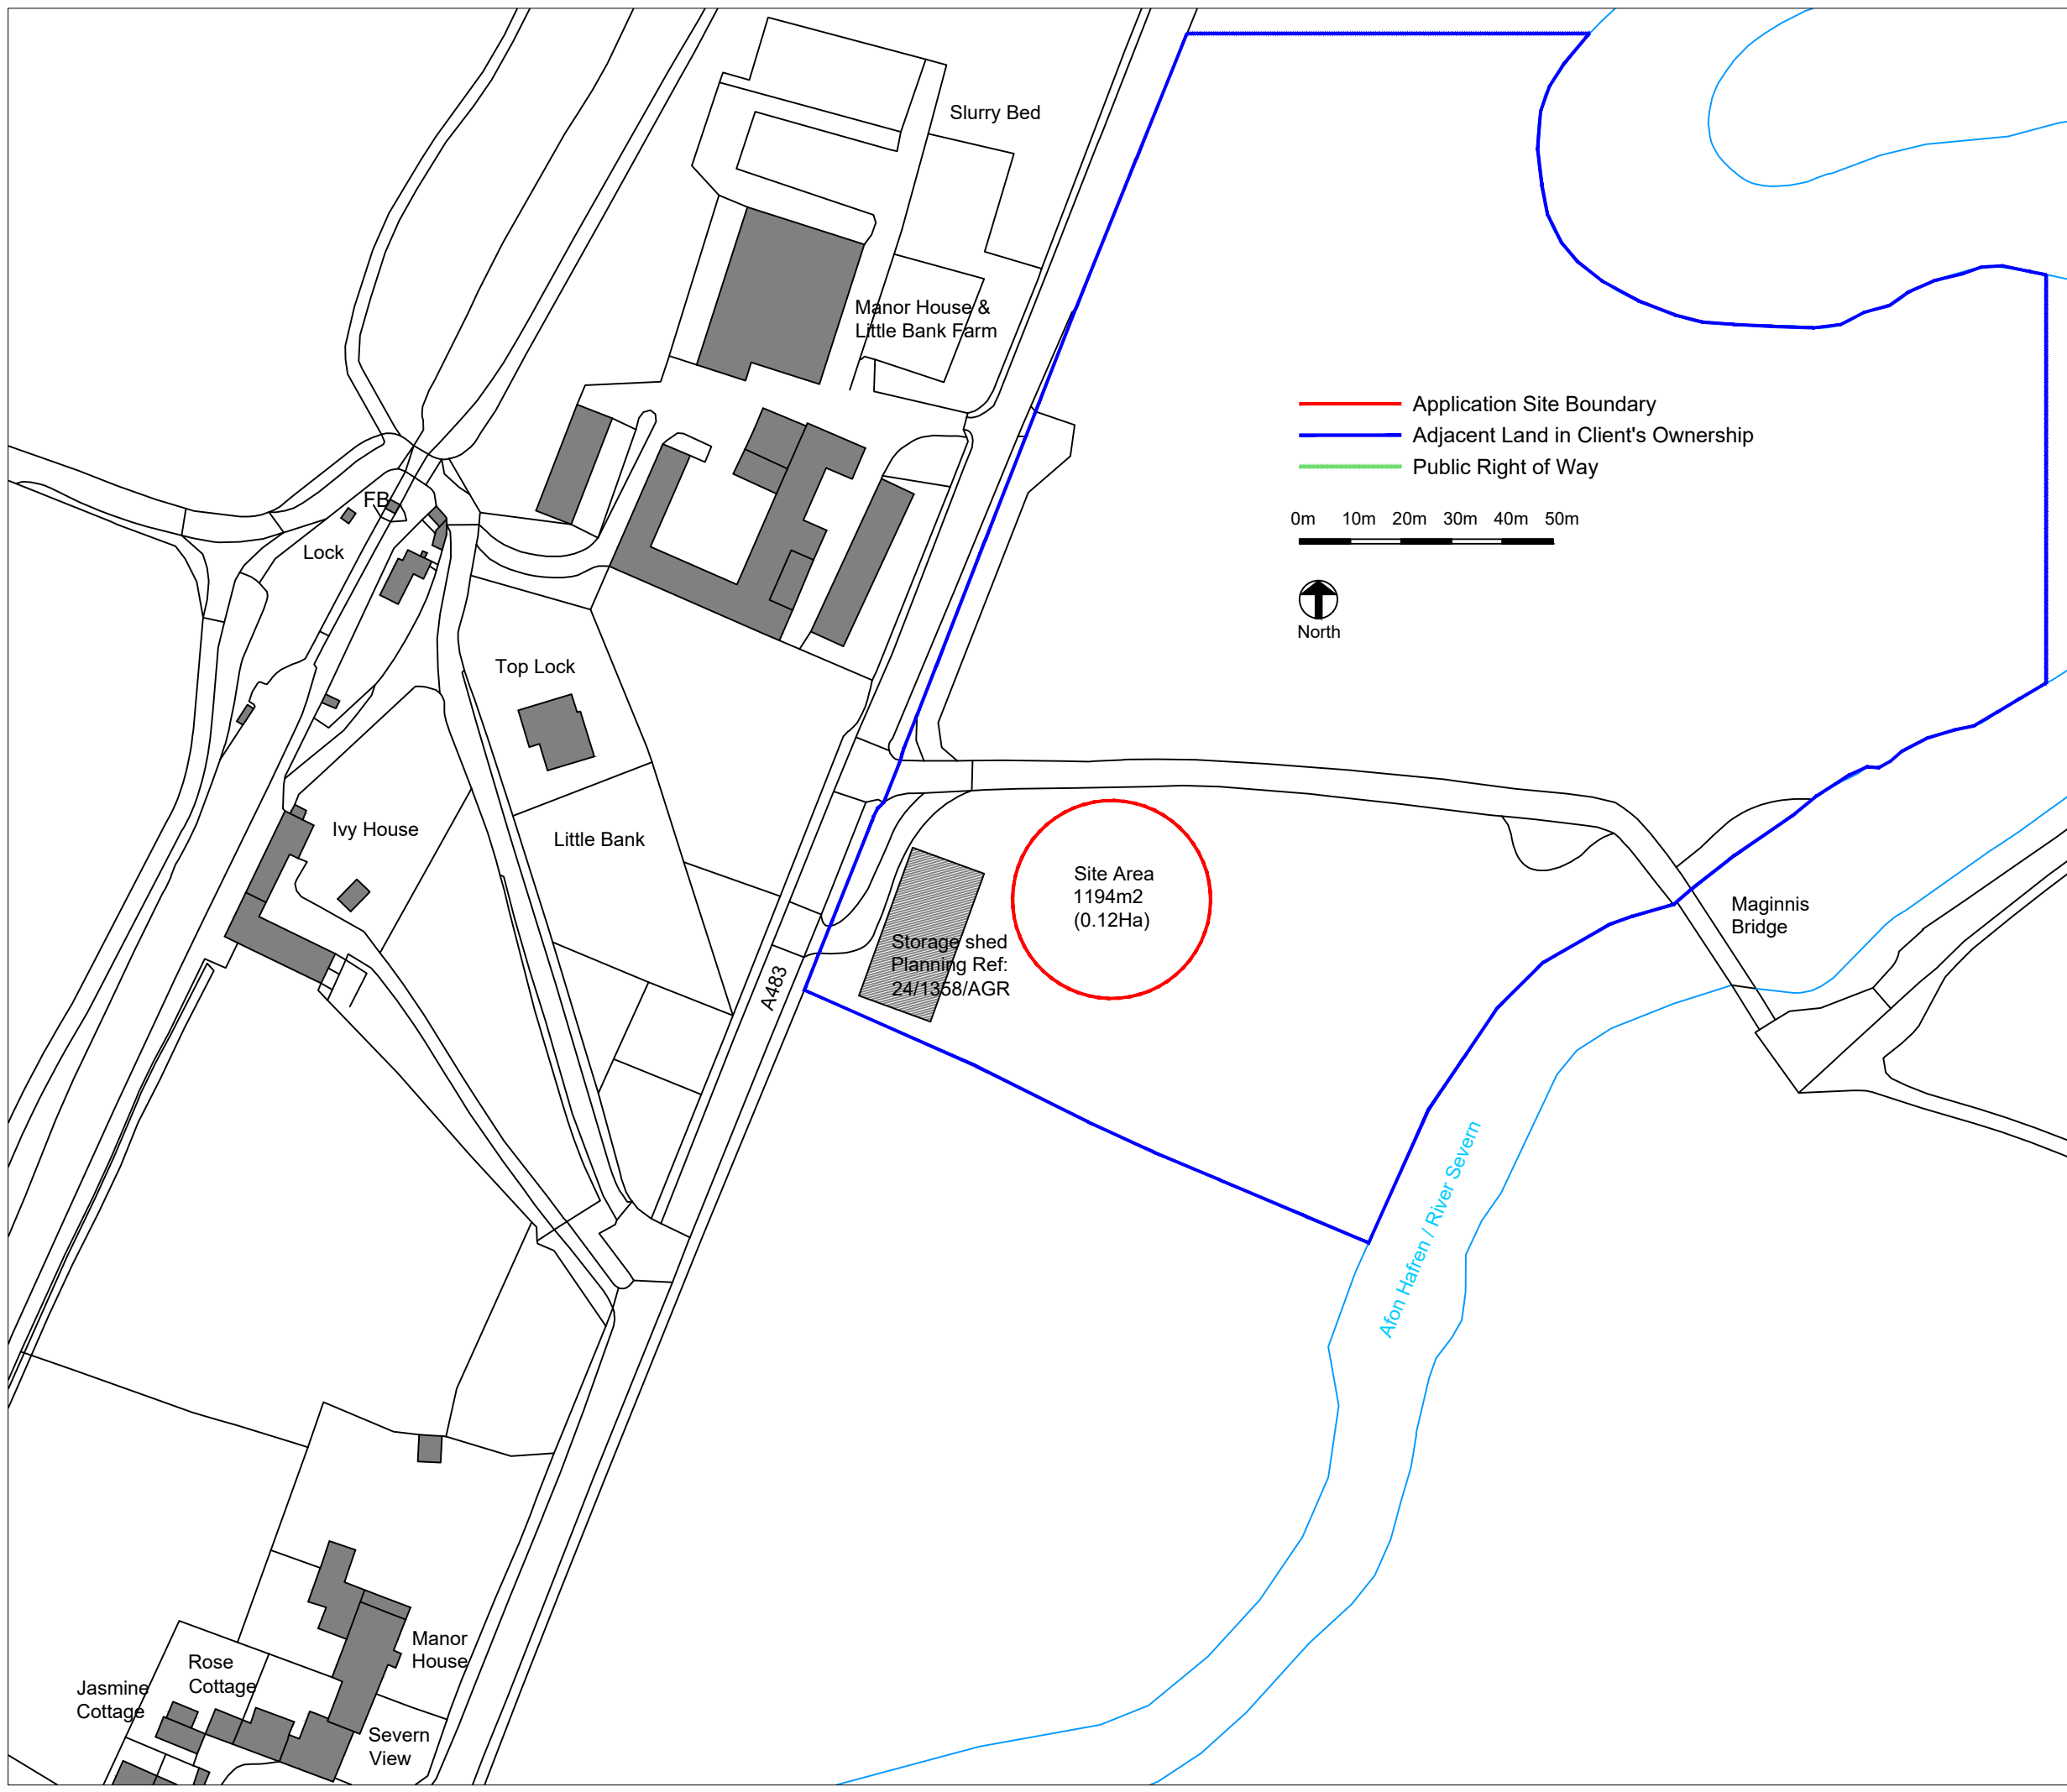 Slurry Bed
Manor House &
Little Bank Farm
Application Site Boundary
Adjacent Land in Client's Ownership
Public Right of Way
0m 10m 20m 30m 40m 50m
North
FB
Lock
Top Lock
Ivy House
Little Bank
Site Area
1194m2
(0.12Ha)
Storage shed
Planning Ref:
24/1358/AGR
A483
Maginnis
Bridge
Afon Hafren / River Severn
Manor
House
Rose
Cottage
Jasmine
Cottage
Severn
View